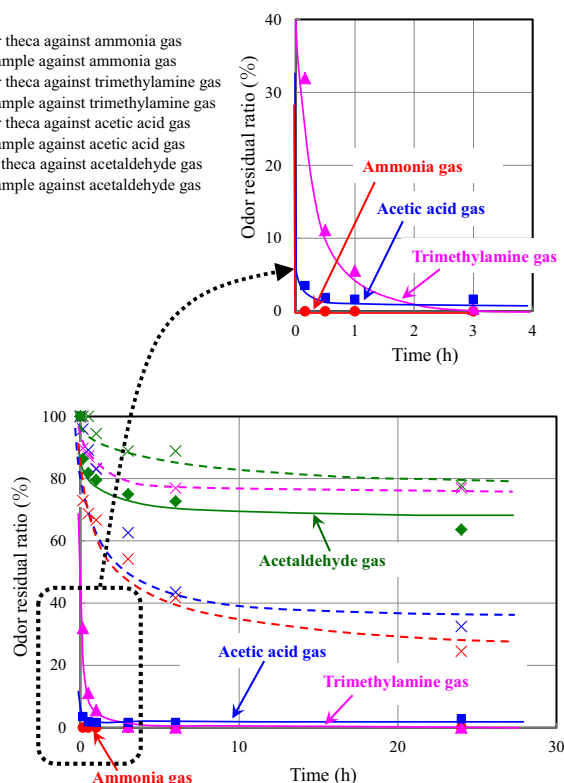 r theca against ammonia gas
ample against ammonia gas
r theca against trimethylamine gas
ample against trimethylamine gas
r theca against acetic acid gas
ample against acetic acid gas
theca against acetaldehyde gas
ample against acetaldehyde gas
Odor residual ratio (%)
40
30
20
10
0
Ammonia gas
Acetic acid gas
Trimethylamine gas
0 1 2 3 4
Time (h)
Odor residual ratio (%)
100
80
60
40
20
0
Acetaldehyde gas
Acetic acid gas
Trimethylamine gas
Ammonia gas
0 10 20 30
Time (h)